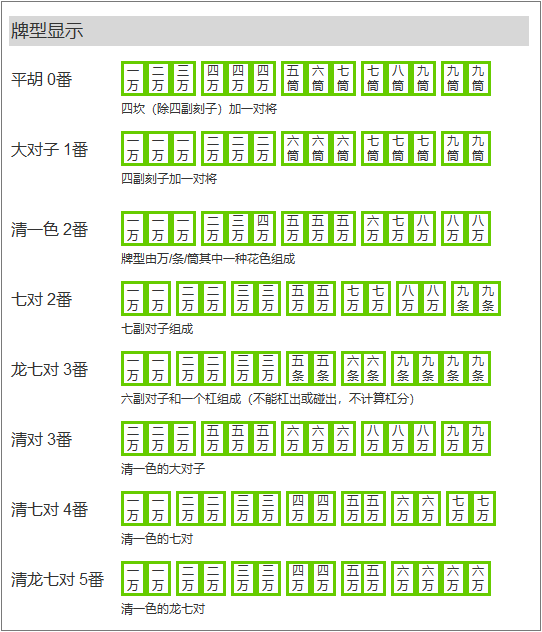 牌型显示
平胡 0番
一万 二万 三万 四万 四万 四万 五筒 六筒 七筒 七筒 八筒 九筒 九筒 九筒
四坎（除四副刻子）加一对将
大对子 1番
一万 一万 一万 二万 二万 二万 六筒 六筒 六筒 七筒 七筒 七筒 九筒 九筒
四副刻子加一对将
清一色 2番
一万 一万 一万 二万 三万 四万 五万 五万 五万 六万 七万 八万 八万 八万
牌型由万/条/筒其中一种花色组成
七对 2番
一万 一万 二万 二万 三万 三万 五万 五万 七万 七万 八万 八万 九条 九条
七副对子组成
龙七对 3番
一万 一万 二万 二万 三万 三万 五条 五条 六条 六条 九条 九条 九条 九条
六副对子和一个杠组成（不能杠出或碰出，不计算杠分）
清对 3番
二万 二万 二万 五万 五万 五万 六万 六万 六万 八万 八万 八万 九万 九万
清一色的大对子
清七对 4番
一万 一万 二万 二万 三万 三万 四万 四万 五万 五万 六万 六万 七万 七万
清一色的七对
清龙七对 5番
一万 一万 二万 二万 三万 三万 四万 四万 五万 五万 六万 六万 六万 六万
清一色的龙七对